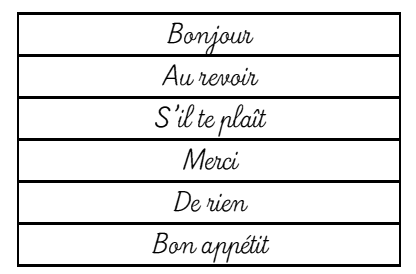 Bonjour
Au revoir
S'il te plaît
Merci
De rien
Bon appétit